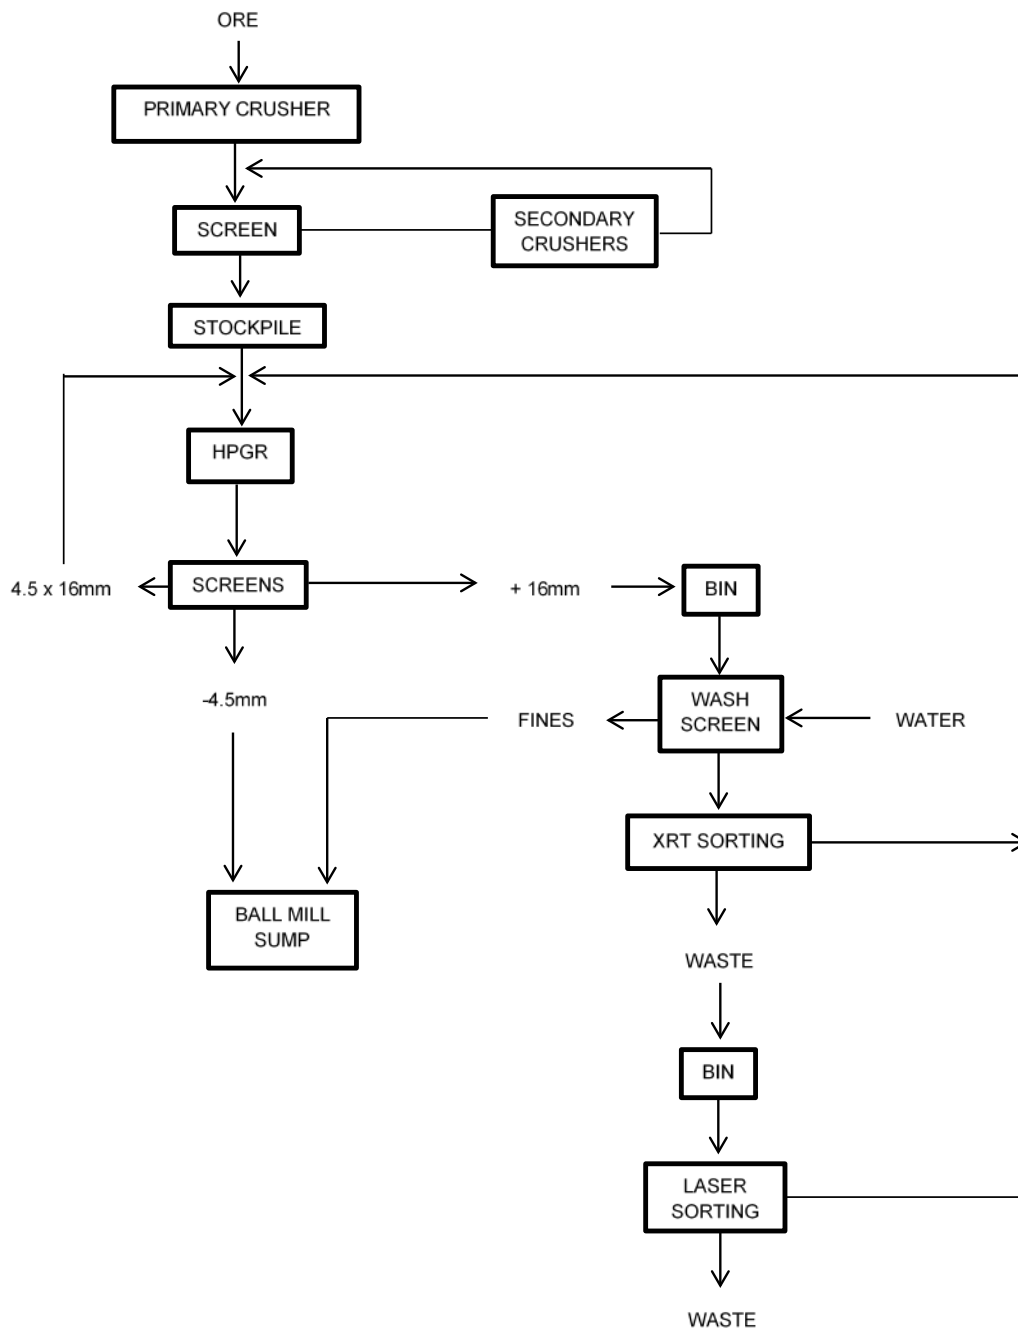 ORE
PRIMARY CRUSHER
SCREEN
SECONDARY
CRUSHERS
STOCKPILE
HPGR
4.5 x 16mm
SCREENS
+ 16mm
BIN
-4.5mm
WASH
SCREEN
FINES
WATER
XRT SORTING
BALL MILL
SUMP
WASTE
BIN
LASER
SORTING
WASTE